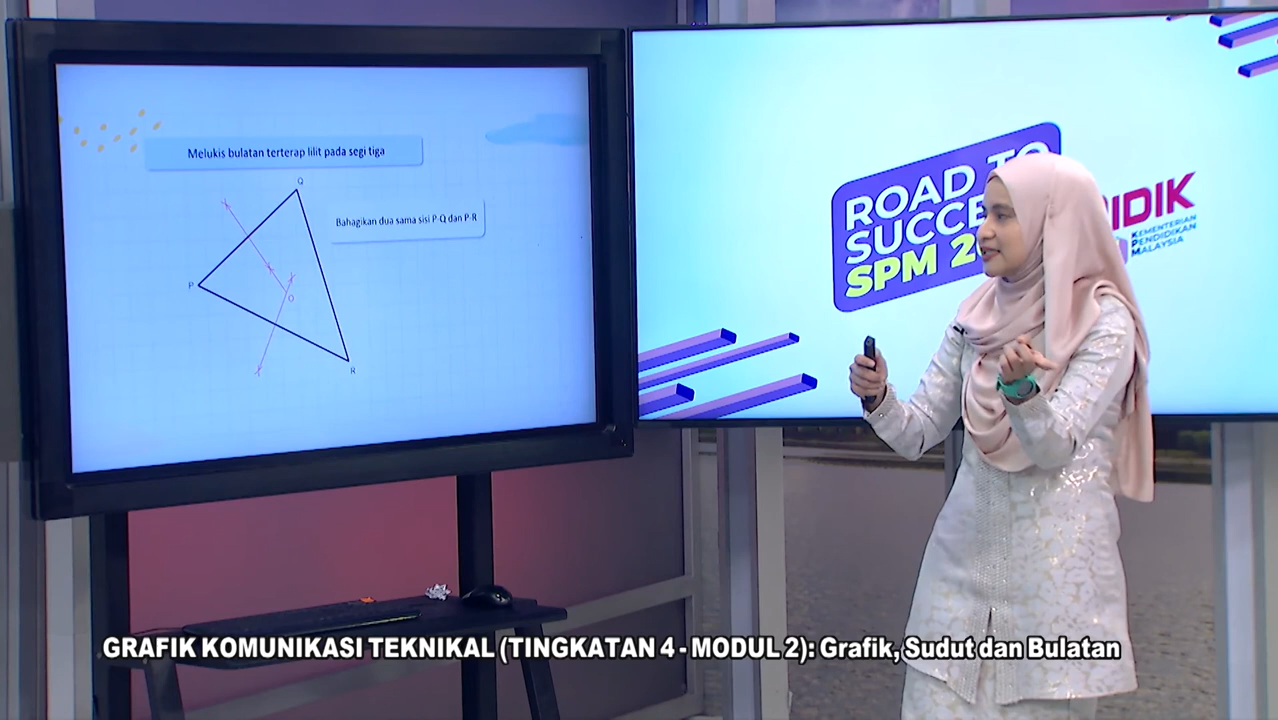 Melukis bulatan terterap lilit pada segi tiga
Q
Bahagikan dua sama sisi P-Q dan P-R
P
O
R
ROAD TO
SUCCE
SPM 2
IDIK
KEMENTERIAN
PENDIDIKAN
MALAYSIA
GRAFIK KOMUNIKASI TEKNIKAL (TINGKATAN 4 - MODUL 2): Grafik, Sudut dan Bulatan